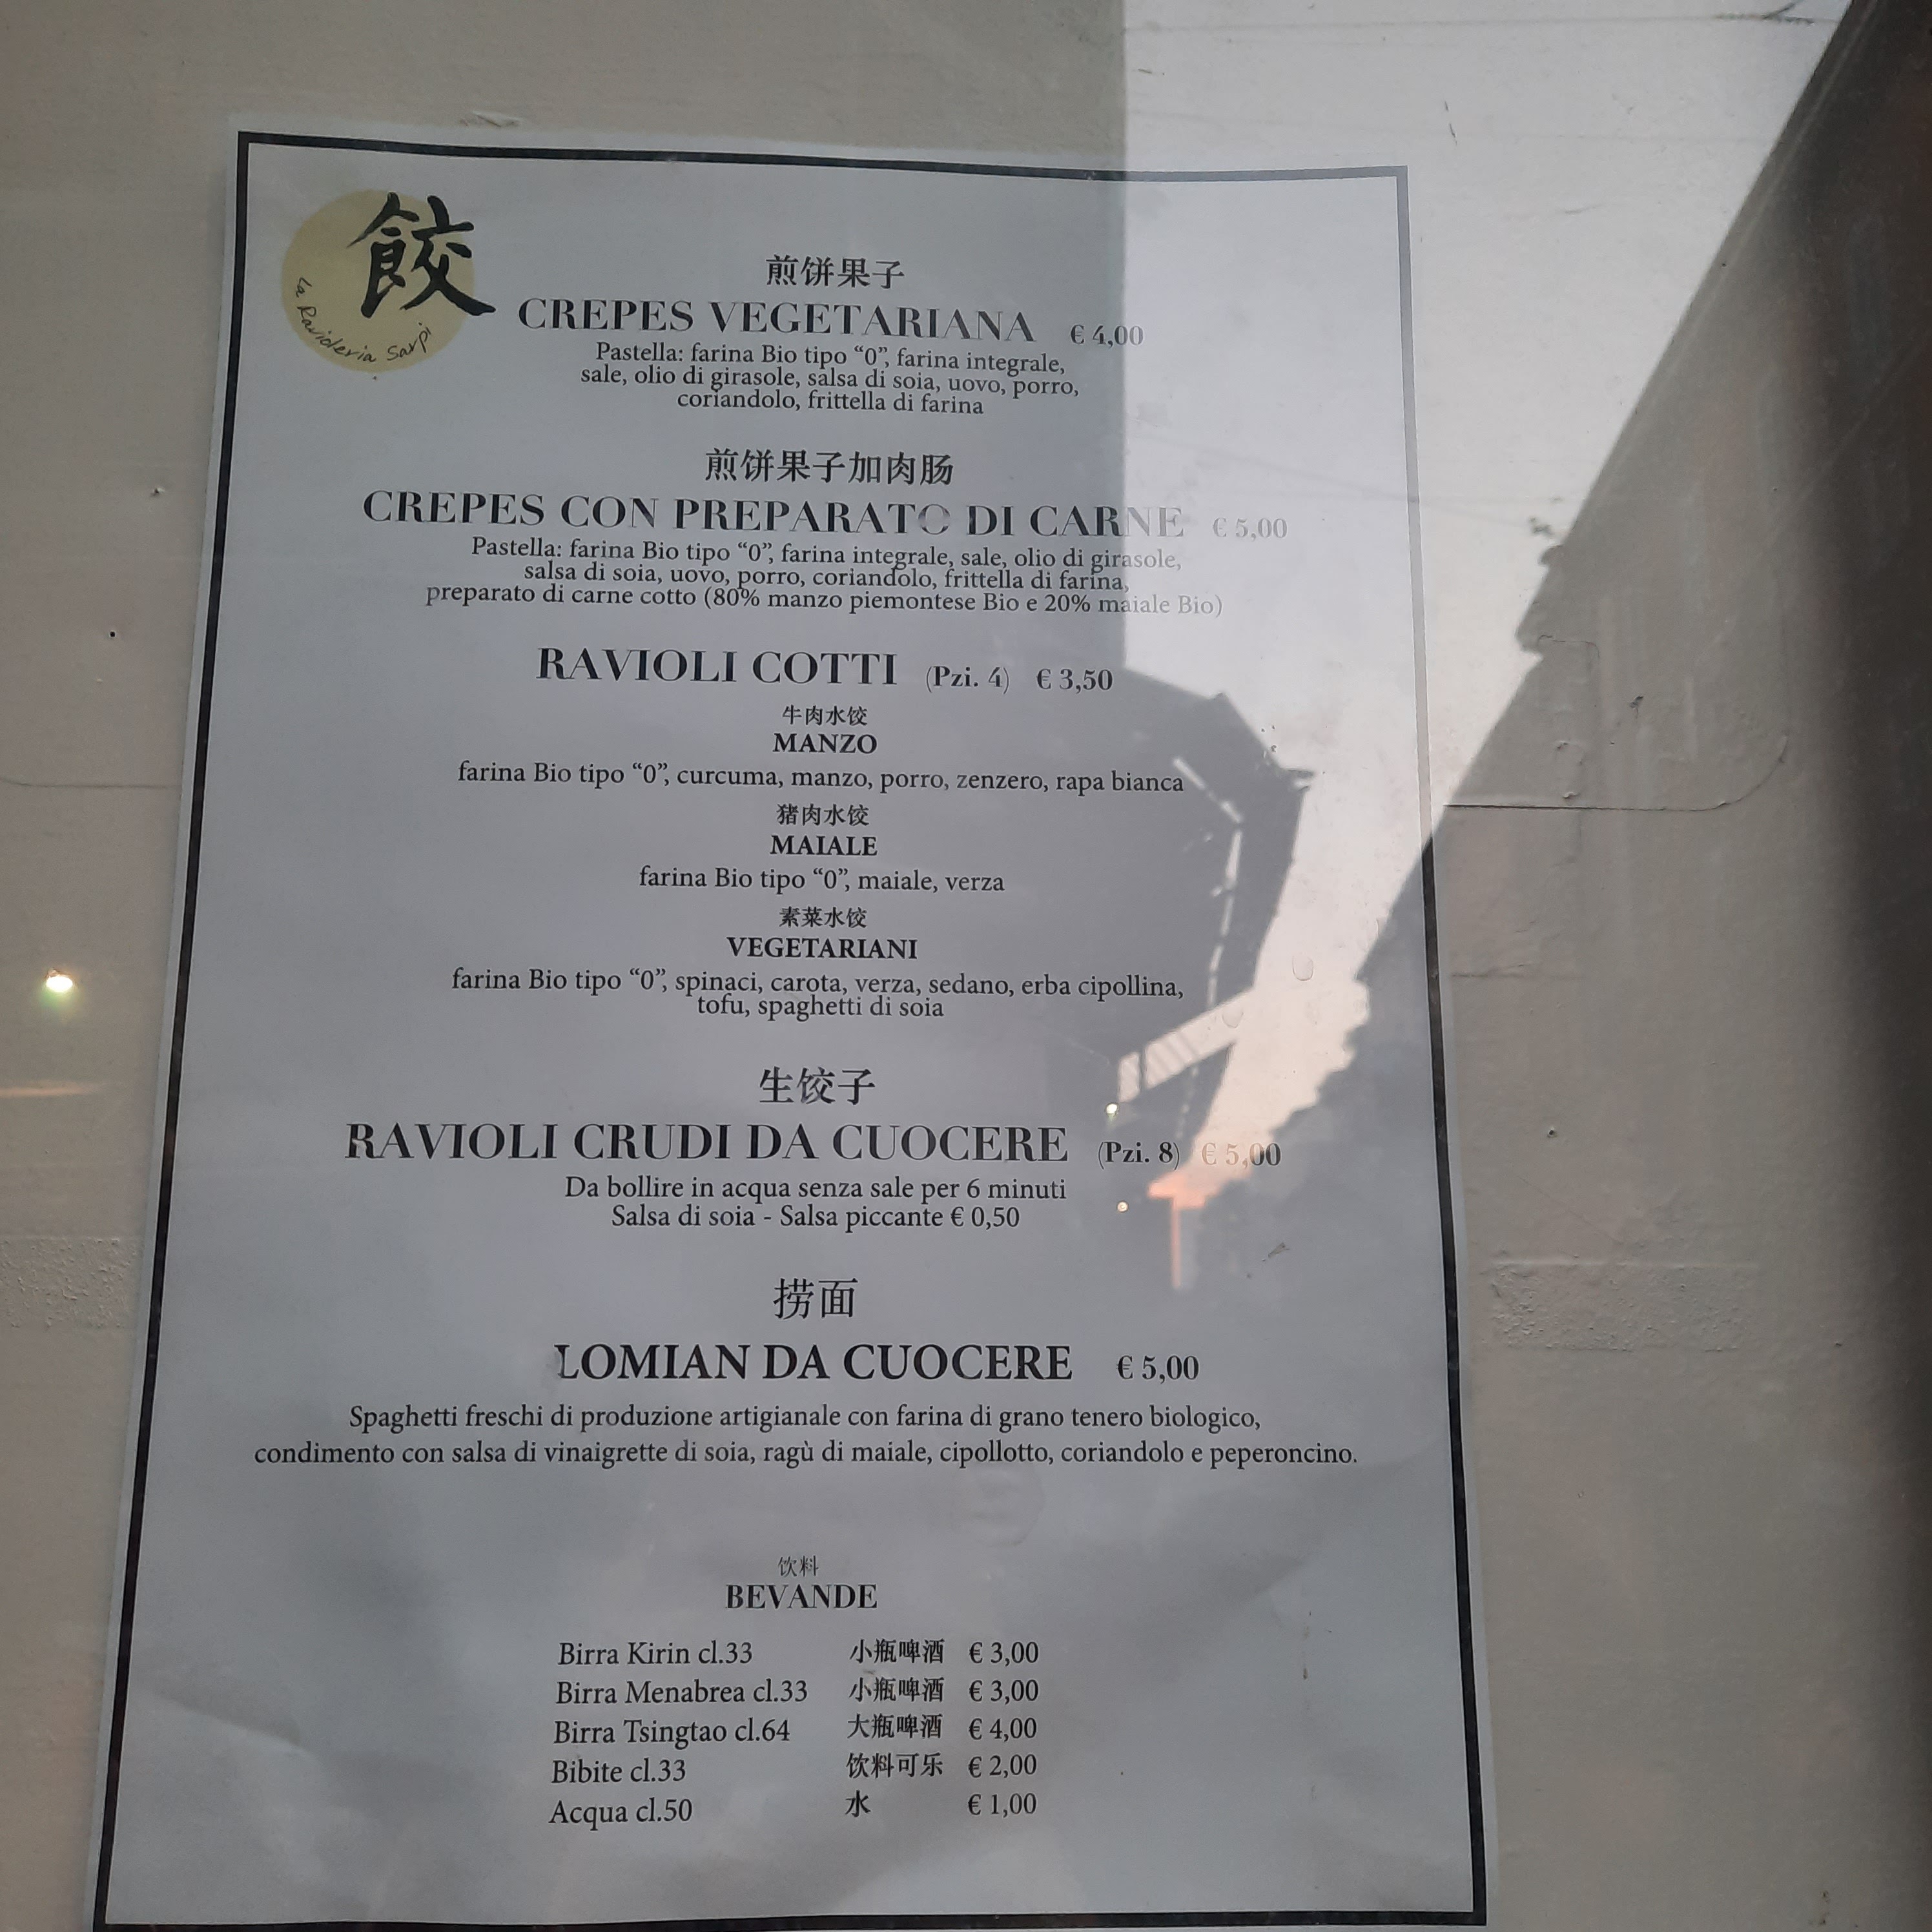 餃
La Ravioleria Sarpi
煎饼果子
CREPES VEGETARIANA € 4,00
Pastella: farina Bio tipo “0”, farina integrale,
sale, olio di girasole, salsa di soia, uovo, porro,
coriandolo, frittella di farina
煎饼果子加肉肠
CREPES CON PREPARATO DI CARNE € 5,00
Pastella: farina Bio tipo “0”, farina integrale, sale, olio di girasole,
salsa di soia, uovo, porro, coriandolo, frittella di farina,
preparato di carne cotto (80% manzo piemontese Bio e 20% maiale Bio)
RAVIOLI COTTI (Pzi. 4) € 3,50
牛肉水饺
MANZO
farina Bio tipo “0”, curcuma, manzo, porro, zenzero, rapa bianca
猪肉水饺
MAIALE
farina Bio tipo “0”, maiale, verza
素菜水饺
VEGETARIANI
farina Bio tipo “0”, spinaci, carota, verza, sedano, erba cipollina,
tofu, spaghetti di soia
生饺子
RAVIOLI CRUDI DA CUOCERE (Pzi. 8) € 5,00
Da bollire in acqua senza sale per 6 minuti
Salsa di soia - Salsa piccante € 0,50
捞面
LOMIAN DA CUOCERE € 5,00
Spaghetti freschi di produzione artigianale con farina di grano tenero biologico,
condimento con salsa di vinaigrette di soia, ragù di maiale, cipollotto, coriandolo e peperoncino.
饮料
BEVANDE
Birra Kirin cl.33 小瓶啤酒 € 3,00
Birra Menabrea cl.33 小瓶啤酒 € 3,00
Birra Tsingtao cl.64 大瓶啤酒 € 4,00
Bibite cl.33 饮料可乐 € 2,00
Acqua cl.50 水 € 1,00